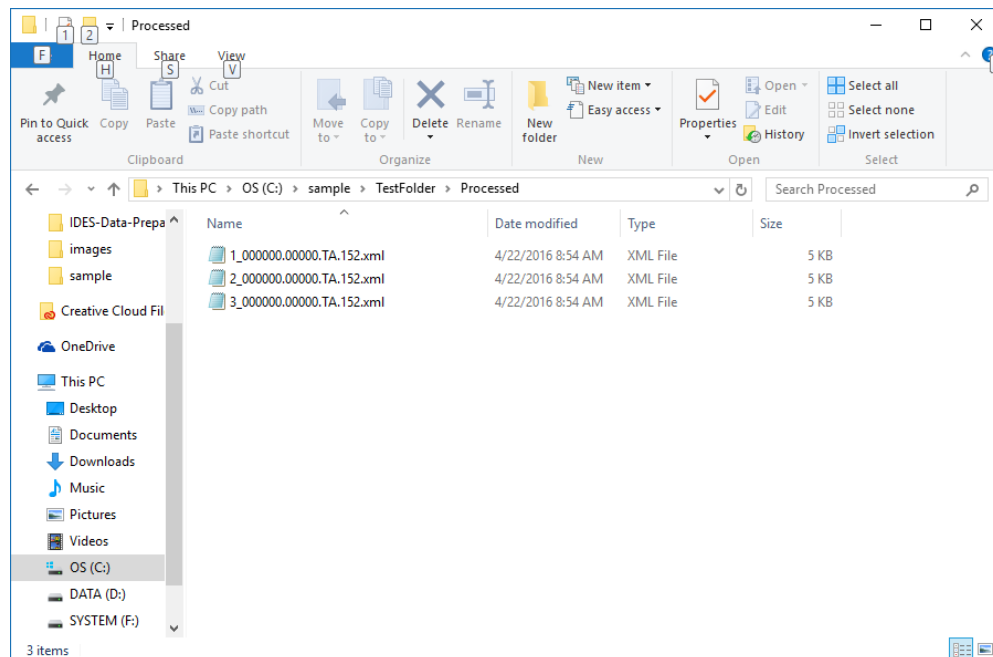 Processed
1 2
F Home Share View
H S V
Pin to Quick access
Copy
Paste
Cut
Copy path
Paste shortcut
Clipboard
Move to
Copy to
Delete
Rename
Organize
New folder
New item
Easy access
New
Properties
Open
Edit
History
Open
Select all
Select none
Invert selection
Select
This PC > OS (C:) > sample > TestFolder > Processed
Search Processed
IDES-Data-Prepa
images
sample
Creative Cloud Fil
OneDrive
This PC
Desktop
Documents
Downloads
Music
Pictures
Videos
OS (C:)
DATA (D:)
SYSTEM (F:)
Name Date modified Type Size
1_000000.00000.TA.152.xml 4/22/2016 8:54 AM XML File 5 KB
2_000000.00000.TA.152.xml 4/22/2016 8:54 AM XML File 5 KB
3_000000.00000.TA.152.xml 4/22/2016 8:54 AM XML File 5 KB
3 items